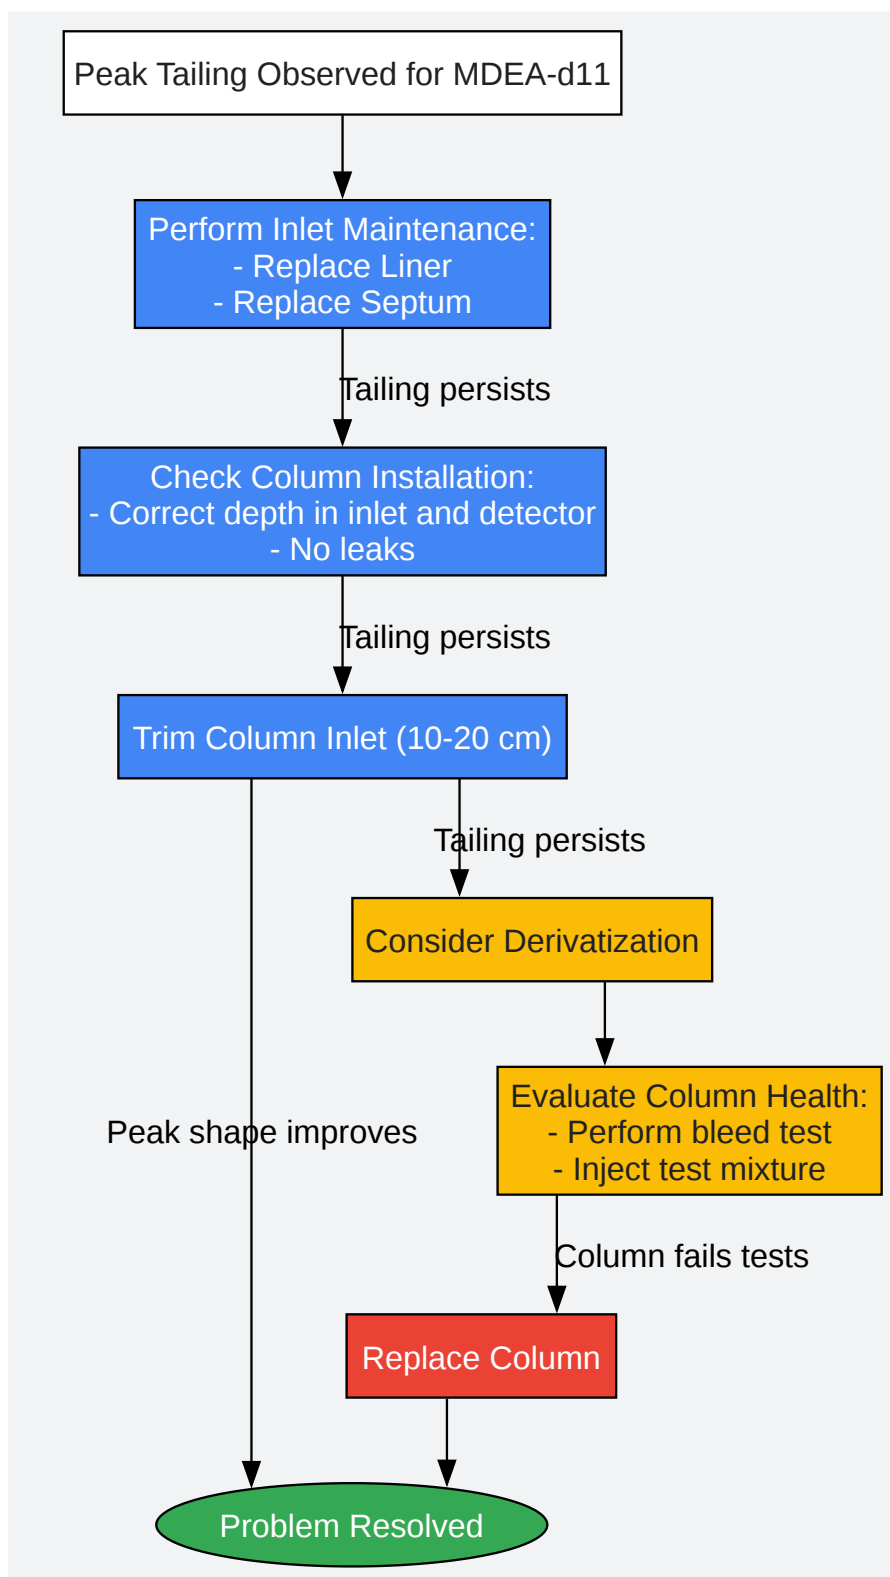 Peak Tailing Observed for MDEA-d11
Perform Inlet Maintenance:
- Replace Liner
- Replace Septum
Tailing persists
Check Column Installation:
- Correct depth in inlet and detector
- No leaks
Tailing persists
Trim Column Inlet (10-20 cm)
Tailing persists
Consider Derivatization
Evaluate Column Health:
- Perform bleed test
- Inject test mixture
Peak shape improves
Column fails tests
Replace Column
Problem Resolved